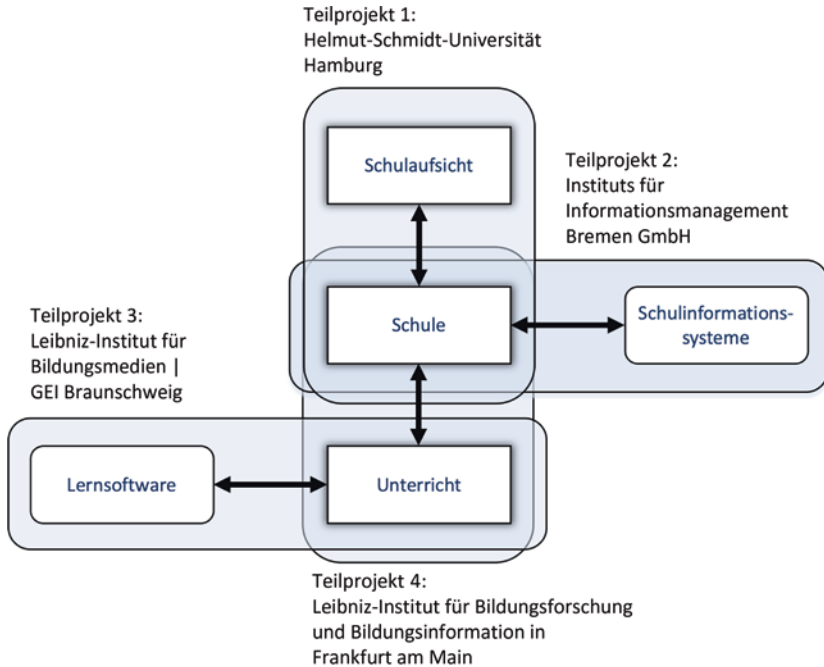 Teilprojekt 1:
Helmut-Schmidt-Universität
Hamburg
Schulaufsicht
Teilprojekt 2:
Instituts für
Informationsmanagement
Bremen GmbH
Schule
Schulinformations-
systeme
Teilprojekt 3:
Leibniz-Institut für
Bildungsmedien |
GEI Braunschweig
Lernsoftware
Unterricht
Teilprojekt 4:
Leibniz-Institut für Bildungsforschung
und Bildungsinformation in
Frankfurt am Main